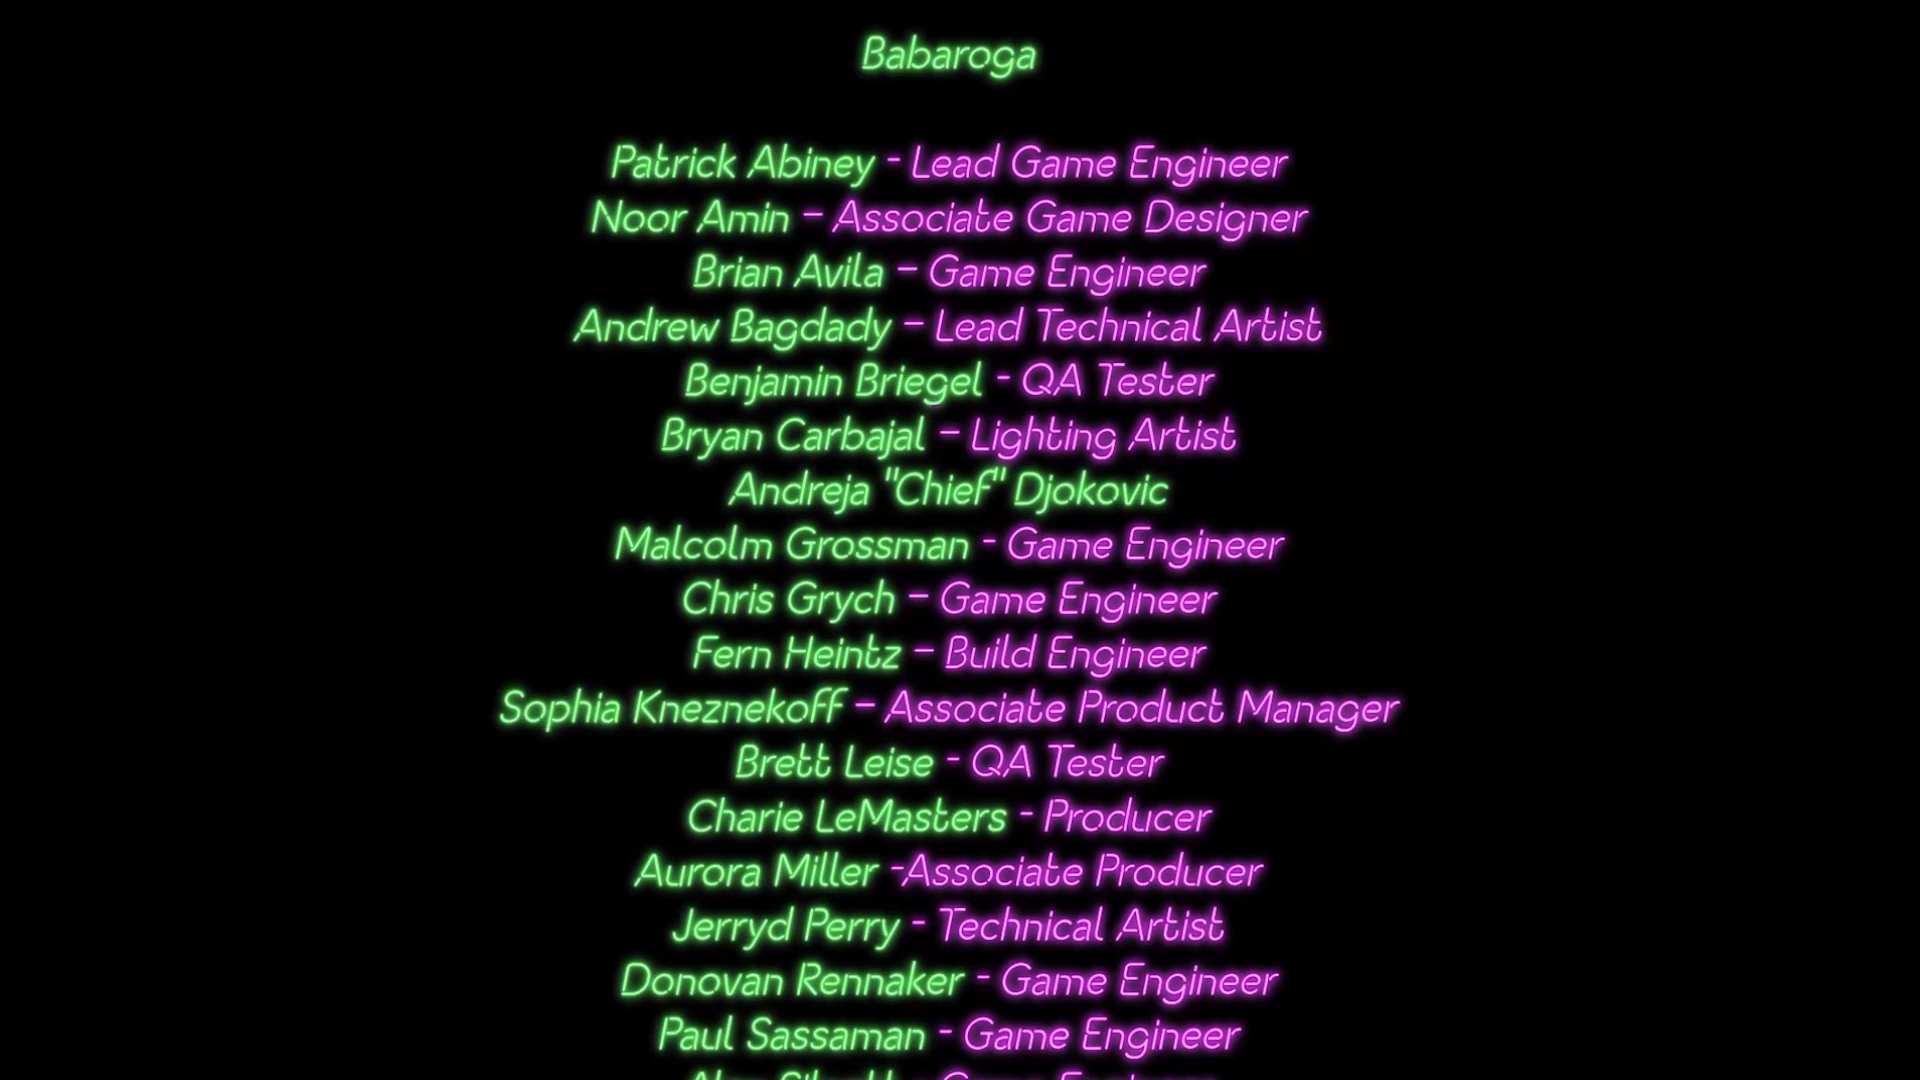 Babaroga
Patrick Abiney - Lead Game Engineer
Noor Amin – Associate Game Designer
Brian Avila – Game Engineer
Andrew Bagdady – Lead Technical Artist
Benjamin Briegel - QA Tester
Bryan Carbajal – Lighting Artist
Andreja "Chief" Djokovic
Malcolm Grossman - Game Engineer
Chris Grych – Game Engineer
Fern Heintz – Build Engineer
Sophia Kneznekoff – Associate Product Manager
Brett Leise - QA Tester
Charie LeMasters - Producer
Aurora Miller -Associate Producer
Jerryd Perry - Technical Artist
Donovan Rennaker - Game Engineer
Paul Sassaman - Game Engineer